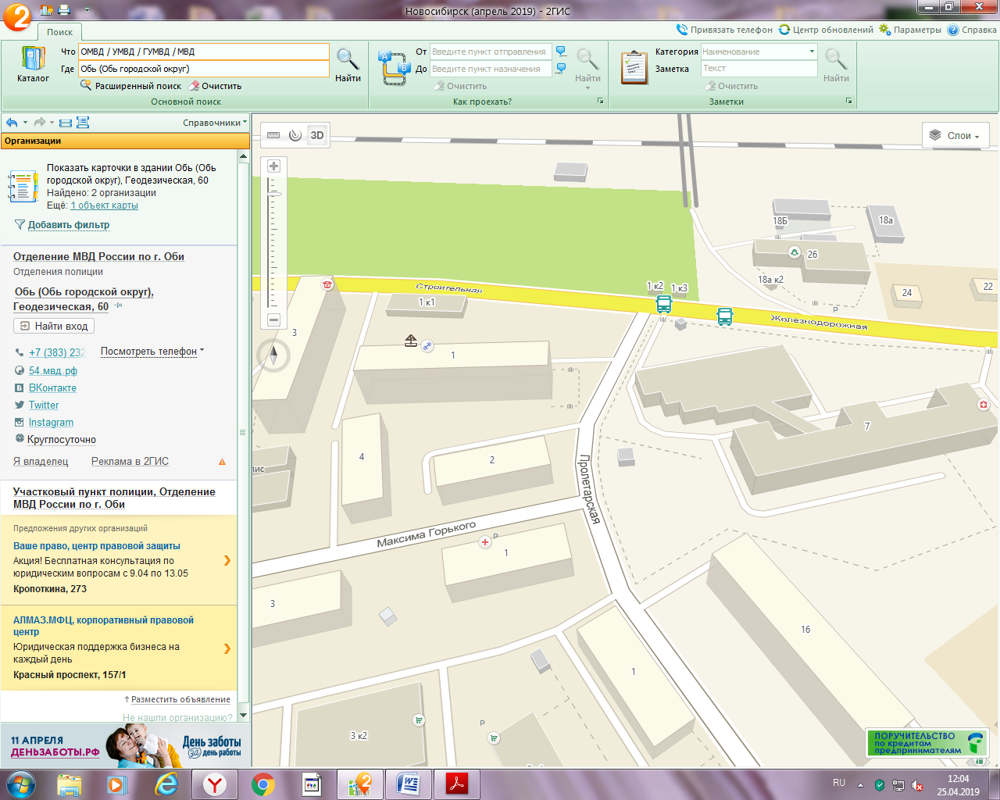 Новосибирск (апрель 2019) - 2ГИС
Поиск
Привязать телефон
Центр обновлений
Параметры
Справка
Каталог
Что
ОМВД / УМВД / ГУМВД / МВД
Где
Обь (Обь городской округ)
Расширенный поиск
Очистить
Найти
Основной поиск
От
Введите пункт отправления
До
Введите пункт назначения
Очистить
Найти
Как проехать?
Категория
Наименование
Заметка
Текст
Очистить
Найти
Заметки
Справочники
Организации
Показать карточки в здании Обь (Обь
городской округ), Геодезическая, 60
Найдено: 2 организации
Ещё: 1 объект карты
Добавить фильтр
Отделение МВД России по г. Оби
Отделения полиции
Обь (Обь городской округ),
Геодезическая, 60
Найти вход
+7 (383) 232
Посмотреть телефон
54.мвд.рф
ВКонтакте
Twitter
Instagram
Круглосуточно
Я владелец
Реклама в 2ГИС
Участковый пункт полиции, Отделение
МВД России по г. Оби
Предложения других организаций
Ваше право, центр правовой защиты
Акция! Бесплатная консультация по
юридическим вопросам с 9.04 по 13.05
Кропоткина, 273
АЛМАЗ.МФЦ, корпоративный правовой
центр
Юридическая поддержка бизнеса на
каждый день
Красный проспект, 157/1
Разместить объявление
Не нашли организацию?
11 АПРЕЛЯ
ДЕНЬЗАБОТЫ.РФ
День заботы
за день работы
3D
Слои
18Б
18а
26
18а к2
24
22
P
1 к2
1 к3
Строительная
Железнодорожная
1 к1
3
1
4
2
7
лис
Пролетарская
Максима Горького
P
1
3
16
1
3 к2
P
ПОРУЧИТЕЛЬСТВО
по кредитам
предпринимателям
RU
12:04
25.04.2019